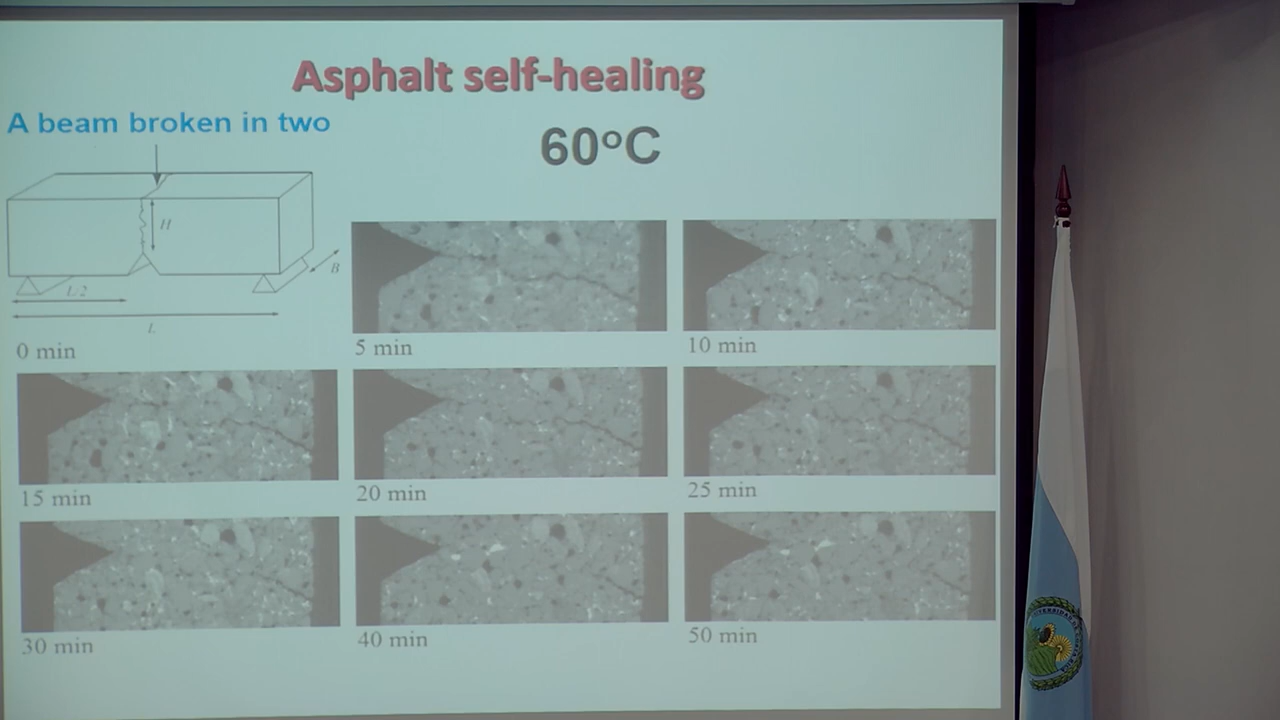 Asphalt self-healing
A beam broken in two
60°C
H
B
L/2
L
0 min
5 min
10 min
15 min
20 min
25 min
30 min
40 min
50 min